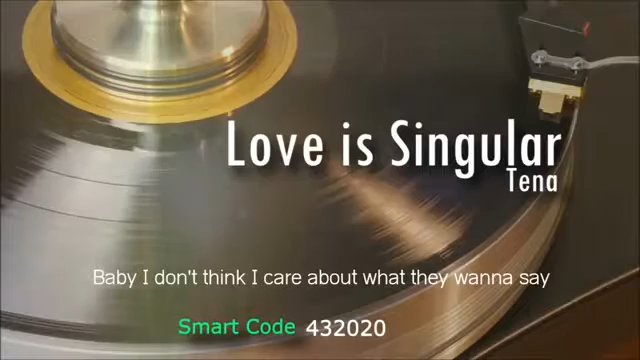 Love is Singular
Tena
Baby I don't think I care about what they wanna say
Smart Code 432020